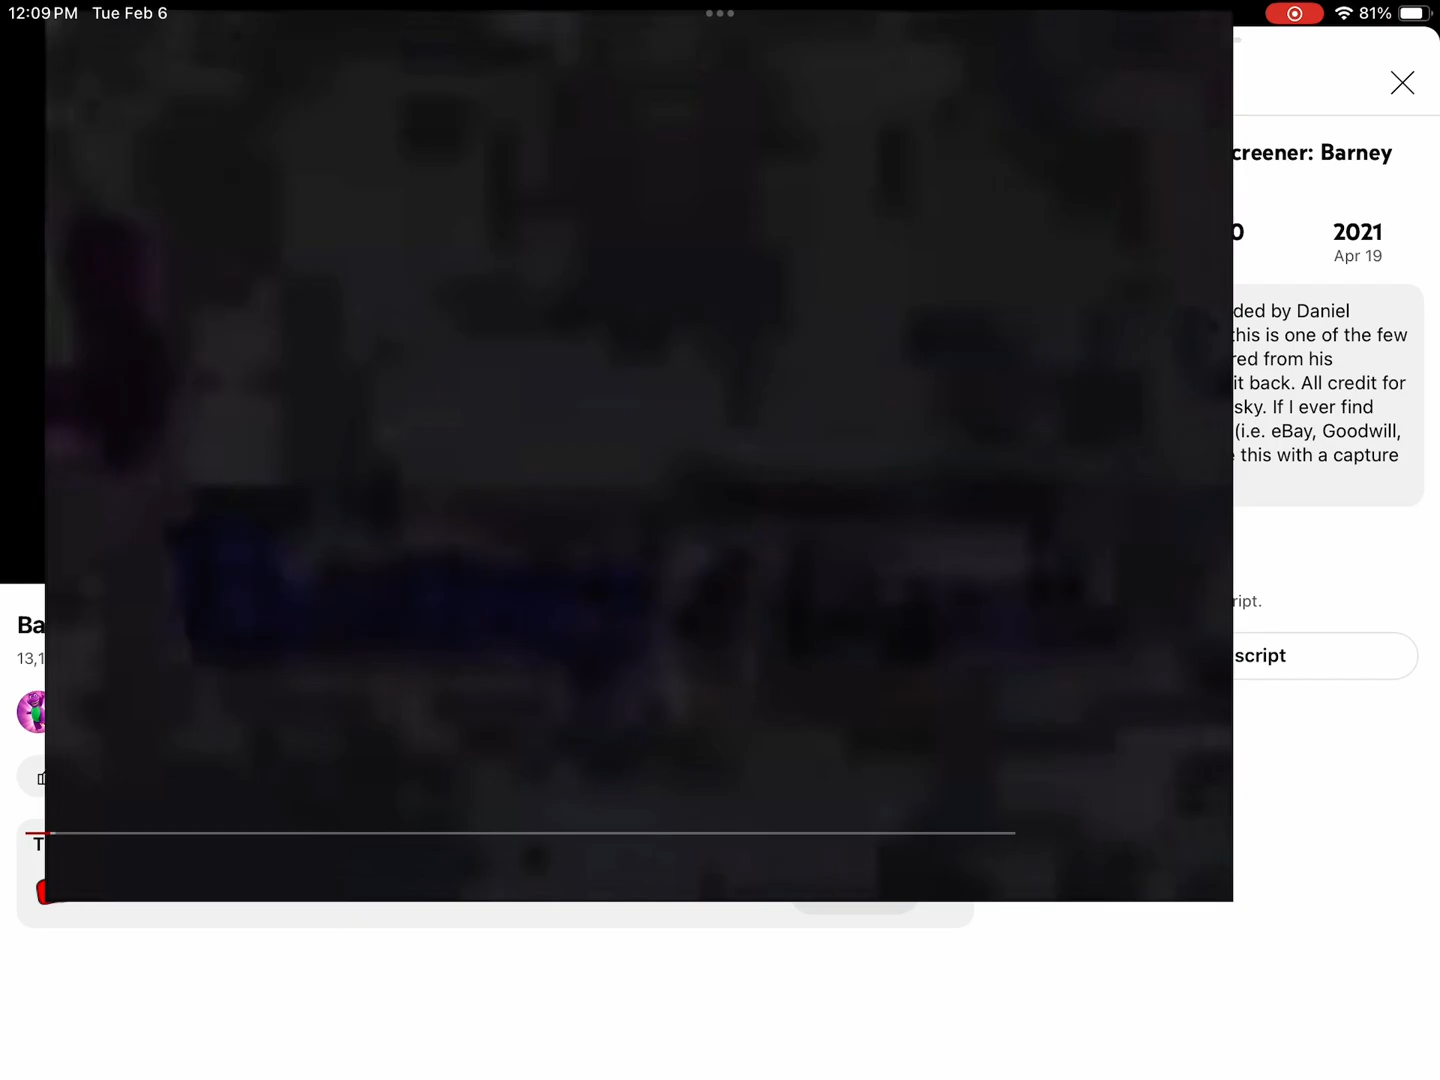 12:09 PM Tue Feb 6
81%
creener: Barney
0
2021
Apr 19
ded by Daniel
this is one of the few
red from his
it back. All credit for
sky. If I ever find
(i.e. eBay, Goodwill,
this with a capture
ript.
script
Ba
13,1
T